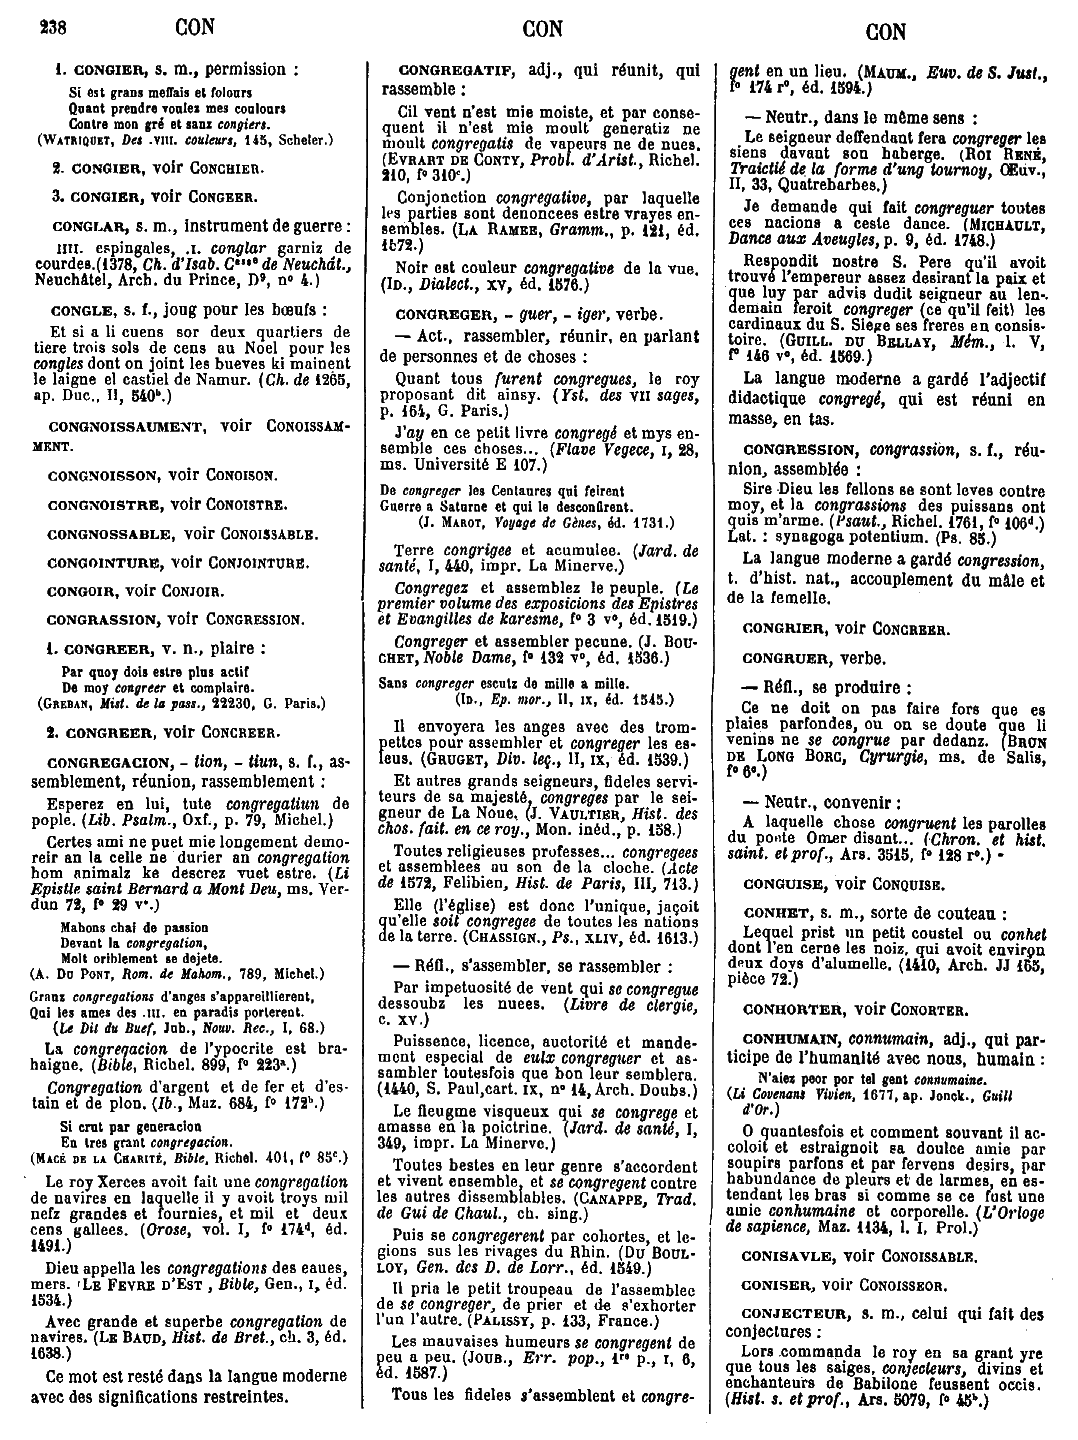 238 CON CON CON
1. CONGIER, s. m., permission :
Si est grans meffais et folours
Quant prendre voules mes coulours
Contre mon gré et sanz congiers.
(WATRIQUET, Des .VIII. couleurs, 145, Scheler.)
2. CONGIER, voir CONCHIER.
3. CONGIER, voir CONGEER.
CONGLAR, s. m., instrument de guerre :
IIII. espingales, .I. conglar garniz de
courdes.(1378, Ch. d'Isab. Ctesse de Neuchât.,
Neuchâtel, Arch. du Prince, D9, no 4.)
CONGLE, s. f., joug pour les bœufs :
Et si a li cuens sor deux quartiers de
tiere trois sols de cens au Noel pour les
congles dont on joint les bueves ki mainent
le laigne el castiel de Namur. (Ch. de 1265,
ap. Duc., II, 540b.)
CONGNOISSAUMENT, voir CONOISSAM-
MENT.
CONGNOISSON, voir CONOISON.
CONGNOISTRE, voir CONOISTRE.
CONGNOSSABLE, voir CONOISSABLE.
CONGOINTURE, voir CONJOINTURE.
CONGOIR, voir CONJOIR.
CONGRASSION, voir CONGRESSION.
1. CONGREER, v. n., plaire :
Par quoy dois estre plus actif
De moy congreer et complaire.
(GREBAN, Mist. de la pass., 22230, G. Paris.)
2. CONGREER, voir CONCREER.
CONGREGACION, - tion, - tiun, s. f., as-
semblement, réunion, rassemblement :
Esperez en lui, tute congregatiun de
pople. (Lib. Psalm., Oxf., p. 79, Michel.)
Certes ami ne puet mie longement demo-
reir an la celle ne durier an congregation
hom animalz ke descrez vuet estre. (Li
Epistle saint Bernard a Mont Deu, ms. Ver-
dun 72, fo 29 vo.)
Mahons chai de passion
Devant la congregation,
Molt oriblement se dejete.
(A. DU PONT, Rom. de Mahom., 789, Michel.)
Granz congregations d'anges s'appareillierent,
Qui les ames des .III. en paradis porterent.
(Le Dit du Buef, Jub., Nouv. Rec., I, 68.)
La congregacion de l'ypocrite est bra-
haigne. (Bible, Richel. 899, fo 223a.)
Congregation d'argent et de fer et d'es-
tain et de plon. (Ib., Maz. 684, fo 172b.)
Si crut par generacion
En tres grant congregacion.
(MACÉ DE LA CHARITÉ, Bible, Richel. 401, fo 85c.)
Le roy Xerces avoit fait une congregation
de navires en laquelle il y avoit troys mil
nefz grandes et fournies, et mil et deux
cens gallees. (Orose, vol. I, fo 174d, éd.
1491.)
Dieu appella les congregations des eaues,
mers. (LE FEVRE D'EST, Bible, Gen., I, éd.
1534.)
Avec grande et superbe congregation de
navires. (LE BAUD, Hist. de Bret., ch. 3, éd.
1638.)
Ce mot est resté dans la langue moderne
avec des significations restreintes.
CONGREGATIF, adj., qui réunit, qui
rassemble :
Cil vent n'est mie moiste, et par conse-
quent il n'est mie moult generatiz ne
moult congregatis de vapeurs ne de nues.
(EVRART DE CONTY, Probl. d'Arist., Richel.
210, fo 310c.)
Conjonction congregative, par laquelle
les parties sont denoncees estre vrayes en-
sembles. (LA RAMEE, Gramm., p. 121, éd.
1572.)
Noir est couleur congregative de la vue.
(ID., Dialect., XV, éd. 1576.)
CONGREGER, - guer, - iger, verbe.
— Act., rassembler, réunir, en parlant
de personnes et de choses :
Quant tous furent congregues, le roy
proposant dit ainsy. (Yst. des VII sages,
p. 164, G. Paris.)
J'ay en ce petit livre congregé et mys en-
semble ces choses... (Flave Vegece, I, 28,
ms. Université E 107.)
De congreger les Centaures qui feirent
Guerre a Saturne et qui le desconfirent.
(J. MAROT, Voyage de Gènes, éd. 1731.)
Terre congrigee et acumulee. (Jard. de
santé, I, 440, impr. La Minerve.)
Congregez et assemblez le peuple. (Le
premier volume des exposicions des Epistres
et Evangilles de karesme, fo 3 vo, éd. 1519.)
Congreger et assembler pecune. (J. BOU-
CHET, Noble Dame, fo 132 vo, éd. 1536.)
Sans congreger escutz de mille a mille.
(ID., Ep. mor., II, IX, éd. 1545.)
Il envoyera les anges avec des trom-
pettes pour assembler et congreger les es-
leus. (GRUGET, Div. leç., II, IX, éd. 1539.)
Et autres grands seigneurs, fideles servi-
teurs de sa majesté, congreges par le sei-
gneur de La Noue. (J. VAULTIER, Hist. des
chos. fait. en ce roy., Mon. inéd., p. 158.)
Toutes religieuses professes... congregees
et assemblees au son de la cloche. (Acte
de 1572, Felibien, Hist. de Paris, III, 713.)
Elle (l'église) est donc l'unique, jaçoit
qu'elle soit congregee de toutes les nations
de la terre. (CHASSIGN., Ps., XLIV, éd. 1613.)
— Réfl., s'assembler, se rassembler :
Par impetuosité de vent qui se congregue
dessoubz les nuees. (Livre de clergie,
c. XV.)
Puissence, licence, auctorité et mande-
ment especial de eulx congreguer et as-
sambler toutesfois que bon leur semblera.
(1440, S. Paul,cart. IX, no 14, Arch. Doubs.)
Le fleugme visqueux qui se congrege et
amasse en la poictrine. (Jard. de santé, I,
349, impr. La Minerve.)
Toutes bestes en leur genre s'accordent
et vivent ensemble, et se congregent contre
les autres dissemblables. (CANAPPE, Trad.
de Gui de Chaul., ch. sing.)
Puis se congregerent par cohortes, et le-
gions sus les rivages du Rhin. (DU BOUL-
LOY, Gen. des D. de Lorr., éd. 1549.)
Il pria le petit troupeau de l'assemblec
de se congreger, de prier et de s'exhorter
l'un l'autre. (PALISSY, p. 133, France.)
Les mauvaises humeurs se congregent de
peu a peu. (JOUB., Err. pop., 1re p., I, 6,
éd. 1587.)
Tous les fideles s'assemblent et congre-
gent en un lieu. (MAUM., Euv. de S. Just.,
fo 174 ro, éd. 1594.)
— Neutr., dans le même sens :
Le seigneur deffendant fera congreger les
siens davant son haberge. (ROI RENÉ,
Traictié de la forme d'ung tournoy, Œuv.,
II, 33, Quatrebarbes.)
Je demande qui fait congreguer toutes
ces nacions a ceste dance. (MICHAULT,
Dance aux Aveugles, p. 9, éd. 1748.)
Respondit nostre S. Pere qu'il avoit
trouvé l'empereur assez desirant la paix et
que luy par advis dudit seigneur au len-
demain feroit congreger (ce qu'il feit) les
cardinaux du S. Siege ses freres en consis-
toire. (GUILL. DU BELLAY, Mém., l. V,
fo 146 vo, éd. 1569.)
La langue moderne a gardé l'adjectif
didactique congregé, qui est réuni en
masse, en tas.
CONGRESSION, congrassion, s. f., réu-
nion, assemblée :
Sire Dieu les fellons se sont leves contre
moy, et la congrassions des puissans ont
quis m'arme. (Psaut., Richel. 1761, fo 106d.)
Lat. : synagoga potentium. (Ps. 85.)
La langue moderne a gardé congression,
t. d'hist. nat., accouplement du mâle et
de la femelle.
CONGRIER, voir CONCREER.
CONGRUER, verbe.
— Réfl., se produire :
Ce ne doit on pas faire fors que es
plaies parfondes, ou on se doute que li
venins ne se congrue par dedanz. (BRUN
DE LONG BORC, Cyrurgie, ms. de Salis,
fo 6c.)
— Neutr., convenir :
A laquelle chose congruent les parolles
du poete Omer disant... (Chron. et hist.
saint. et prof., Ars. 3515, fo 128 ro.)
CONGUISE, voir CONQUISE.
CONHET, s. m., sorte de couteau :
Lequel prist un petit coustel ou conhet
dont l'en cerne les noiz, qui avoit environ
deux doys d'alumelle. (1410, Arch. JJ 165,
pièce 72.)
CONHORTER, voir CONORTER.
CONHUMAIN, connumain, adj., qui par-
ticipe de l'humanité avec nous, humain :
N'aiez peor por tel gent connumaine.
(Li Covenans Vivien, 1677, ap. Jonck., Guill
d'Or.)
O quantesfois et comment souvant il ac-
coloit et estraignoit sa doulce amie par
soupirs parfons et par fervens desirs, par
habundance de pleurs et de larmes, en es-
tendant les bras si comme se ce fust une
amie conhumaine et corporelle. (L'Orloge
de sapience, Maz. 1134, l. I, Prol.)
CONISAVLE, voir CONOISSABLE.
CONISER, voir CONOISSEOR.
CONJECTEUR, s. m., celui qui fait des
conjectures :
Lors commanda le roy en sa grant yre
que tous les saiges, conjecteurs, divins et
enchanteurs de Babilone feussent occis.
(Hist. s. et prof., Ars. 5079, fo 45b.)